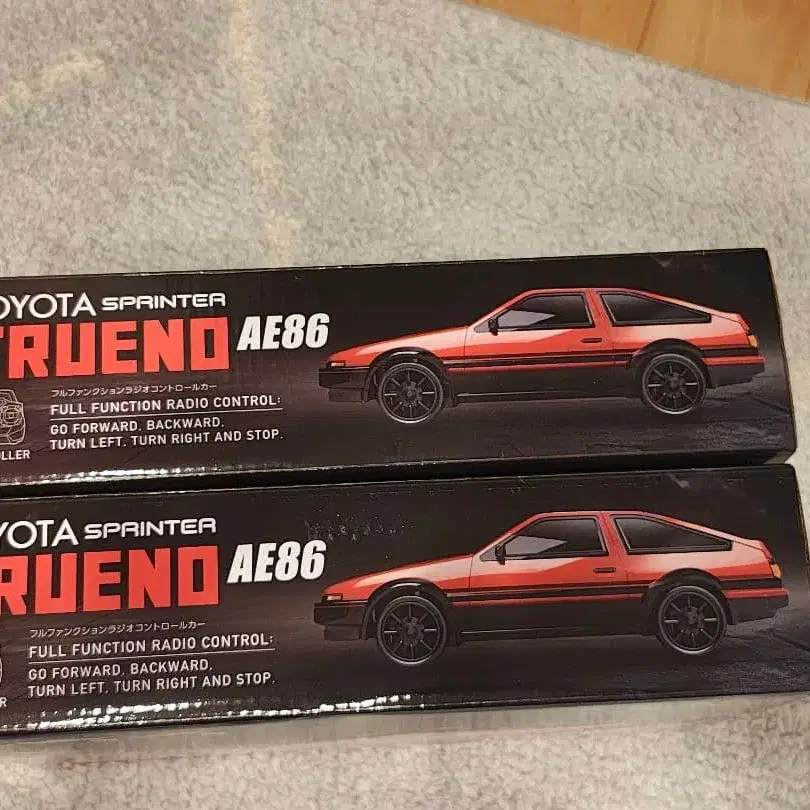 OYOTA SPRINTER
TRUENO AE86
フルファンクションラジオコントロールカー
FULL FUNCTION RADIO CONTROL:
GO FORWARD, BACKWARD,
TURN LEFT, TURN RIGHT AND STOP.
LLER
YOTA SPRINTER
RUENO AE86
フルファンクションラジオコントロールカー
FULL FUNCTION RADIO CONTROL:
GO FORWARD, BACKWARD,
TURN LEFT, TURN RIGHT AND STOP.
R